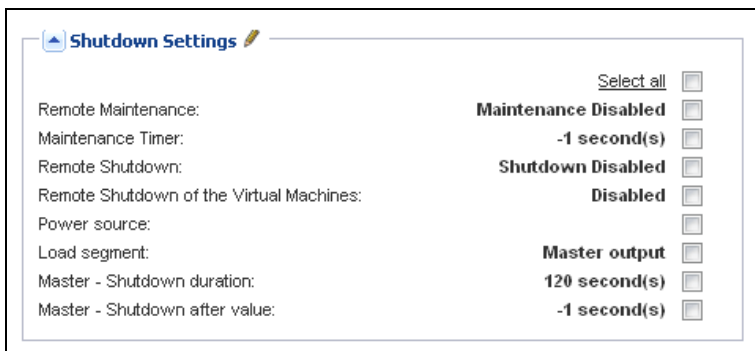 Shutdown Settings
Select all
Remote Maintenance: Maintenance Disabled
Maintenance Timer: -1 second(s)
Remote Shutdown: Shutdown Disabled
Remote Shutdown of the Virtual Machines: Disabled
Power source:
Load segment: Master output
Master - Shutdown duration: 120 second(s)
Master - Shutdown after value: -1 second(s)